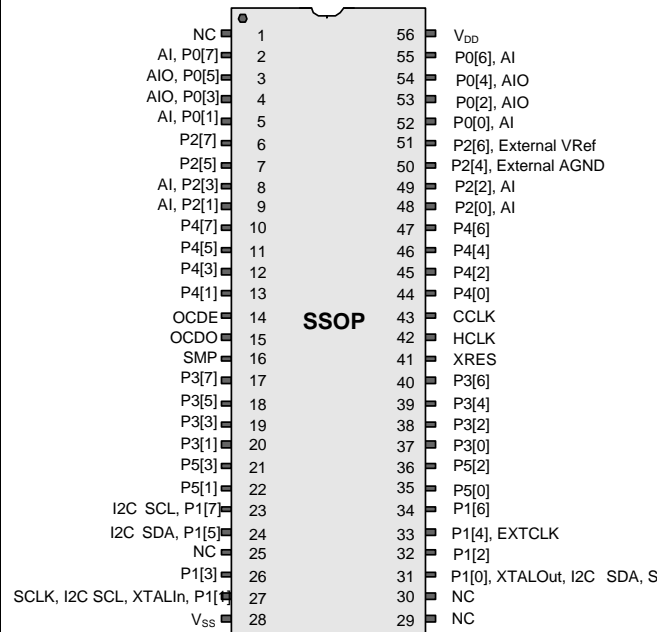 NC 1 56 VDD
AI, P0[7] 2 55 P0[6], AI
AIO, P0[5] 3 54 P0[4], AIO
AIO, P0[3] 4 53 P0[2], AIO
AI, P0[1] 5 52 P0[0], AI
P2[7] 6 51 P2[6], External VRef
P2[5] 7 50 P2[4], External AGND
AI, P2[3] 8 49 P2[2], AI
AI, P2[1] 9 48 P2[0], AI
P4[7] 10 47 P4[6]
P4[5] 11 46 P4[4]
P4[3] 12 45 P4[2]
P4[1] 13 44 P4[0]
OCDE 14 SSOP 43 CCLK
OCDO 15 42 HCLK
SMP 16 41 XRES
P3[7] 17 40 P3[6]
P3[5] 18 39 P3[4]
P3[3] 19 38 P3[2]
P3[1] 20 37 P3[0]
P5[3] 21 36 P5[2]
P5[1] 22 35 P5[0]
I2C SCL, P1[7] 23 34 P1[6]
I2C SDA, P1[5] 24 33 P1[4], EXTCLK
NC 25 32 P1[2]
P1[3] 26 31 P1[0], XTALOut, I2C SDA, S
SCLK, I2C SCL, XTALIn, P1[1] 27 30 NC
VSS 28 29 NC